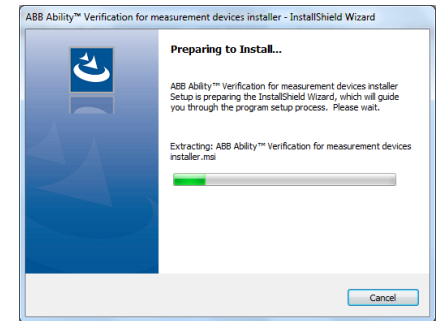 ABB Ability™ Verification for measurement devices installer - InstallShield Wizard
Preparing to Install...
ABB Ability™ Verification for measurement devices installer
Setup is preparing the InstallShield Wizard, which will guide
you through the program setup process. Please wait.
Extracting: ABB Ability™ Verification for measurement devices
installer.msi
Cancel